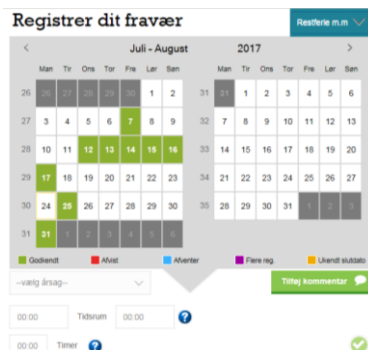 Registrer dit fravær
Restferie m.m
Juli - August 2017
Man Tir Ons Tor Fre Lør Søn Man Tir Ons Tor Fre Lør Søn
26 26 27 28 29 30 1 2 31 31 1 2 3 4 5 6
27 3 4 5 6 7 8 9 32 7 8 9 10 11 12 13
28 10 11 12 13 14 15 16 33 14 15 16 17 18 19 20
29 17 18 19 20 21 22 23 34 21 22 23 24 25 26 27
30 24 25 26 27 28 29 30 35 28 29 30 31 1 2 3
31 31 1 2 3 4 5 6
Godkendt Afvist Afventer Flere reg. Ukendt slutdato
--vælg årsag--
Tilføj kommentar
00:00 Tidsrum 00:00 ?
00:00 Timer ?